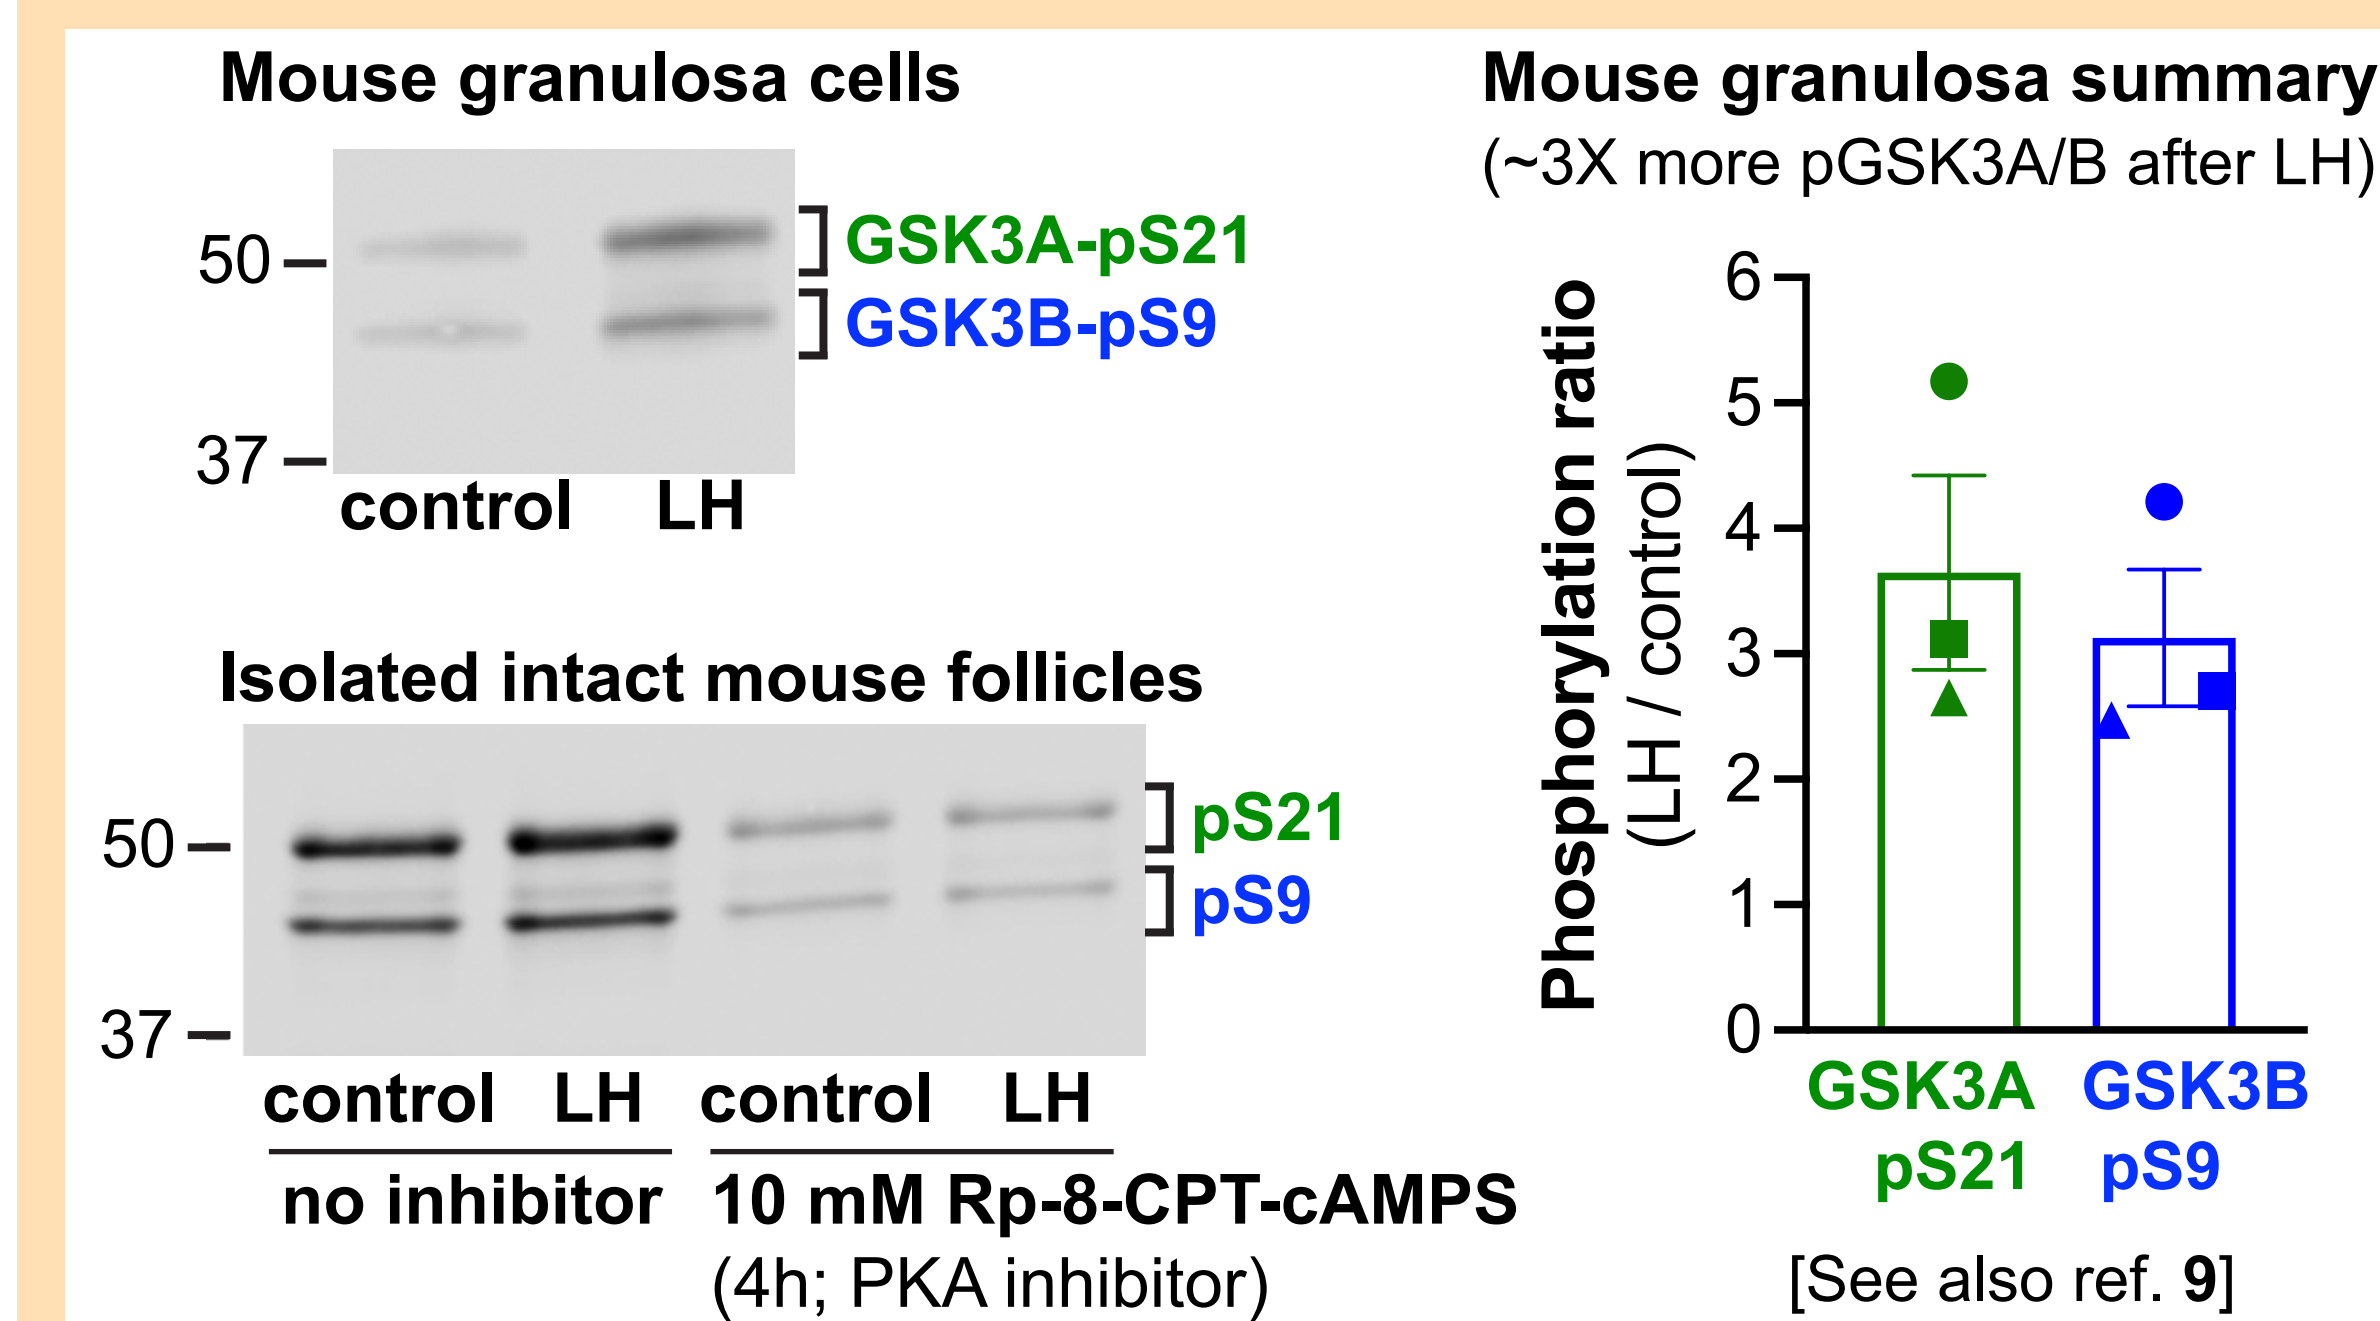 Mouse granulosa cells
50
37
GSK3A-pS21
GSK3B-pS9
control LH
Isolated intact mouse follicles
50
37
pS21
pS9
control LH control LH
no inhibitor 10 mM Rp-8-CPT-cAMPS
(4h; PKA inhibitor)
Mouse granulosa summary
(~3X more pGSK3A/B after LH)
Phosphorylation ratio
(LH / control)
6
5
4
3
2
1
0
GSK3A GSK3B
pS21 pS9
[See also ref. 9]